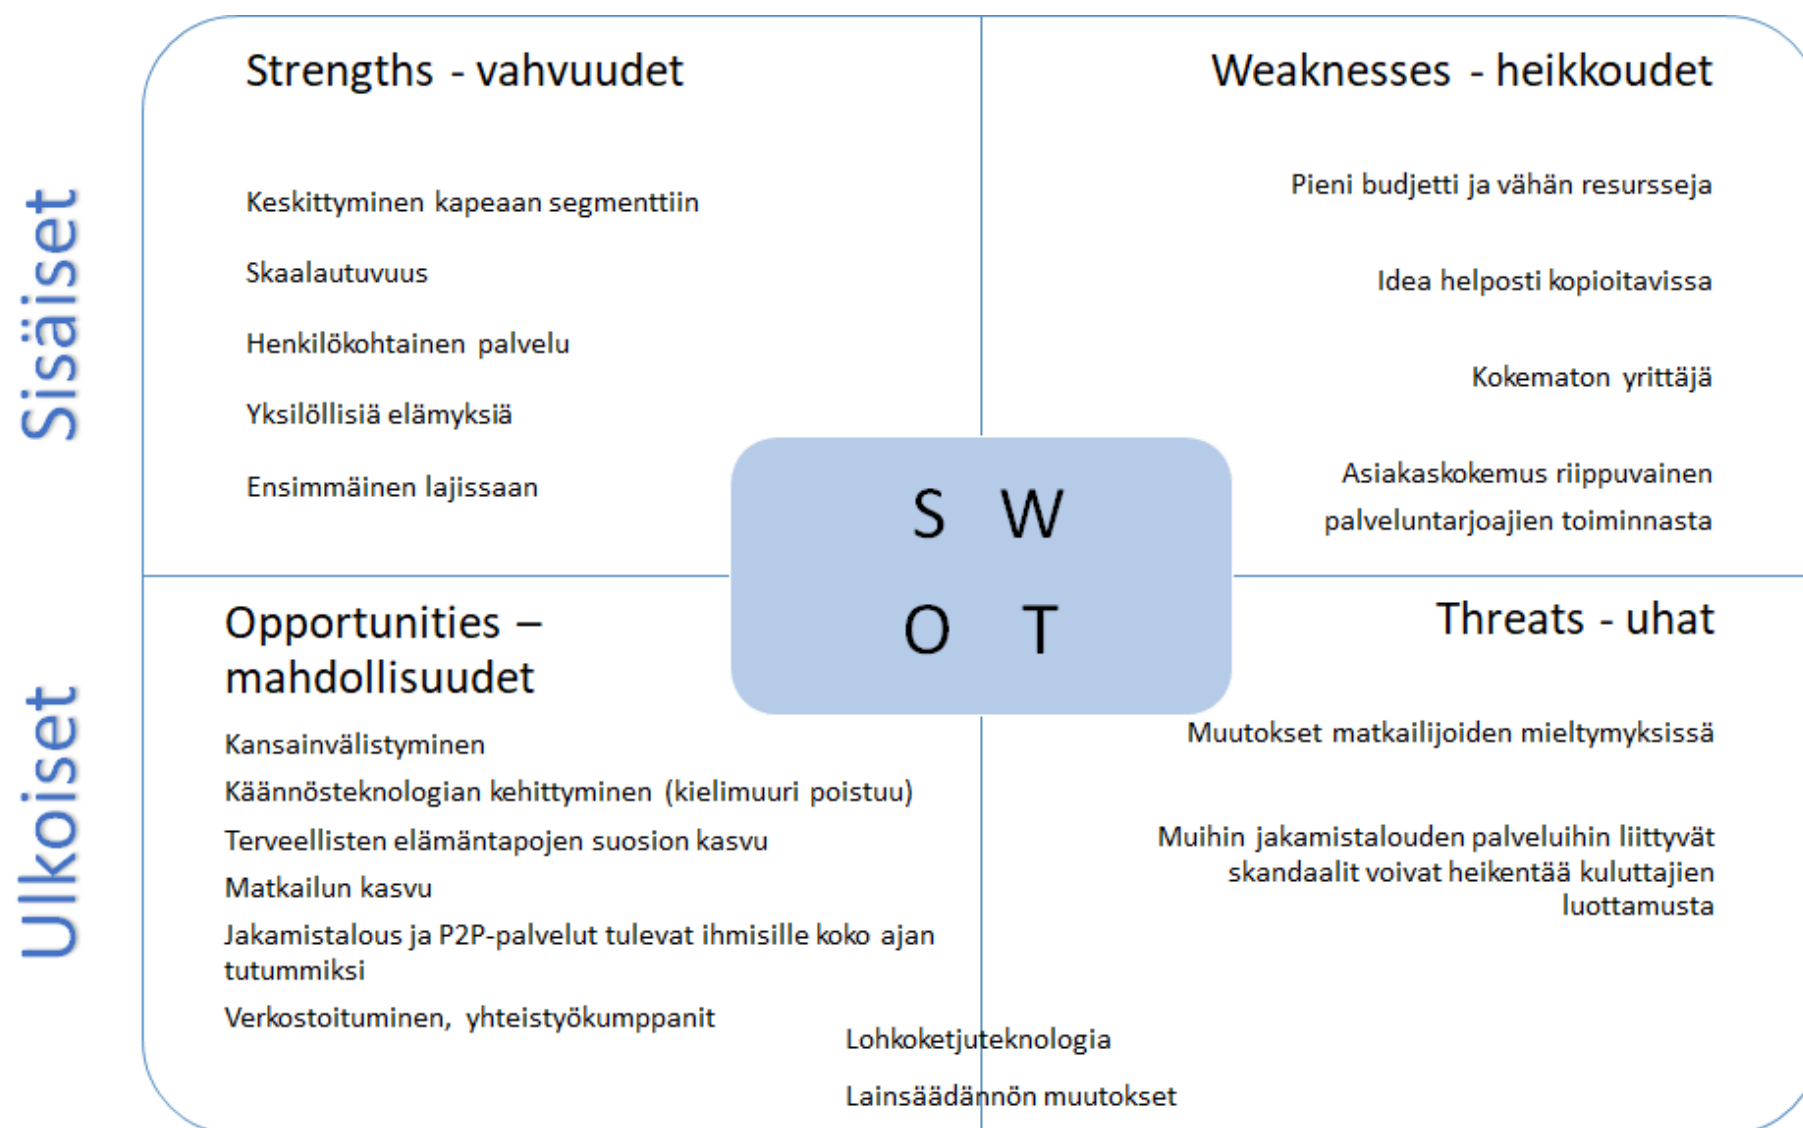 Sisäiset
Strengths - vahvuudet
Keskittyminen kapeaan segmenttiin
Skaalautuvuus
Henkilökohtainen palvelu
Yksilöllisiä elämyksiä
Ensimmäinen lajissaan
Weaknesses - heikkoudet
Pieni budjetti ja vähän resursseja
Idea helposti kopioitavissa
Kokematon yrittäjä
Asiakaskokemus riippuvainen
palveluntarjoajien toiminnasta
S W
O T
Ulkoiset
Opportunities –
mahdollisuudet
Kansainvälistyminen
Käännösteknologian kehittyminen (kielimuuri poistuu)
Terveellisten elämäntapojen suosion kasvu
Matkailun kasvu
Jakamistalous ja P2P-palvelut tulevat ihmisille koko ajan
tutummiksi
Verkostoituminen, yhteistyökumppanit
Threats - uhat
Muutokset matkailijoiden mieltymyksissä
Muihin jakamistalouden palveluihin liittyvät
skandaalit voivat heikentää kuluttajien
luottamusta
Lohkoketjuteknologia
Lainsäädännön muutokset